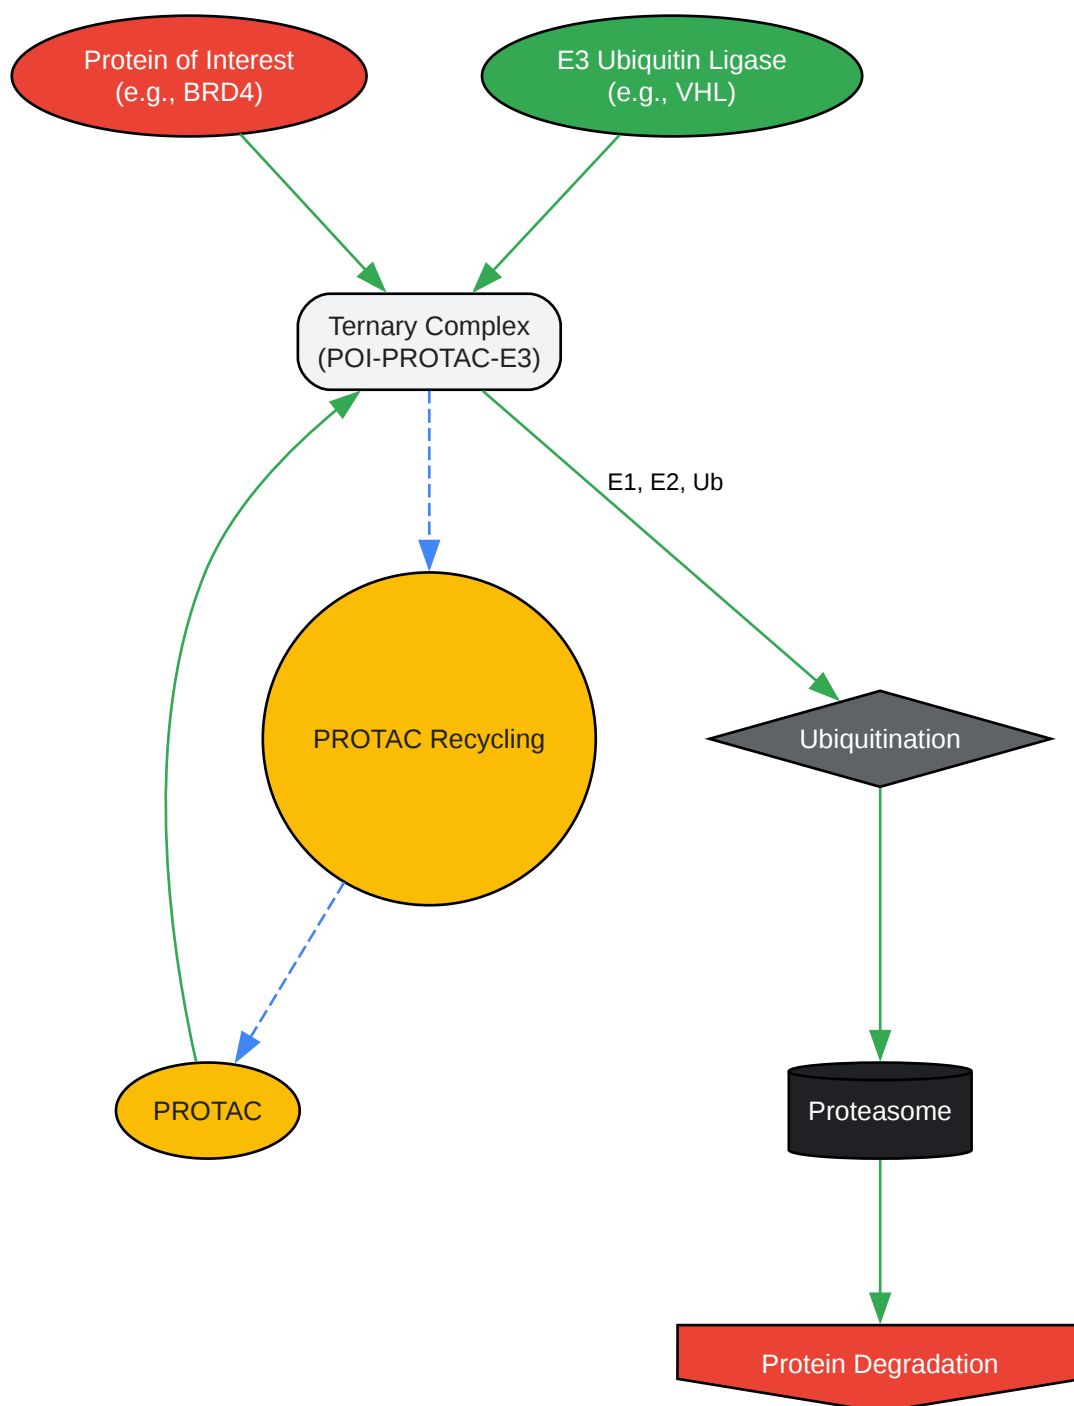 Protein of Interest
(e.g., BRD4)
E3 Ubiquitin Ligase
(e.g., VHL)
Ternary Complex
(POI-PROTAC-E3)
E1, E2, Ub
PROTAC Recycling
Ubiquitination
PROTAC
Proteasome
Protein Degradation